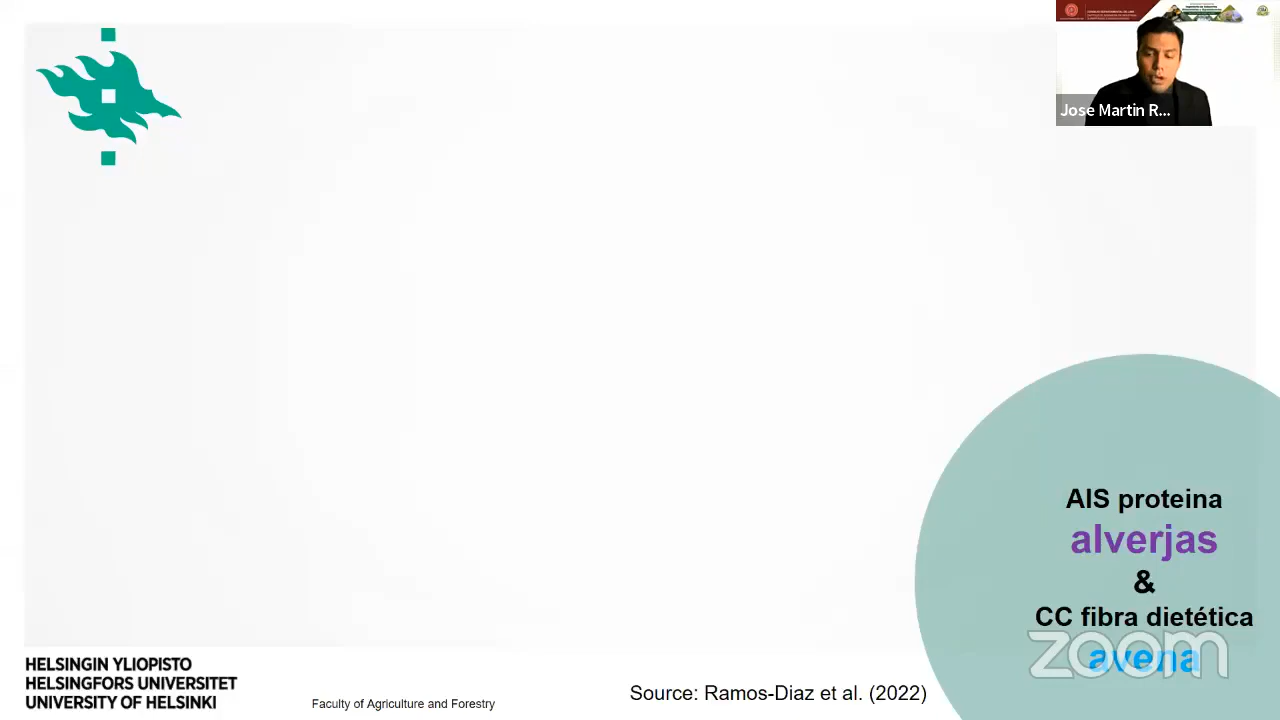 Jose Martin R...
AIS proteina
alverjas
&
CC fibra dietética
avena
zoom
HELSINGIN YLIOPISTO
HELSINGFORS UNIVERSITET
UNIVERSITY OF HELSINKI
Faculty of Agriculture and Forestry
Source: Ramos-Diaz et al. (2022)